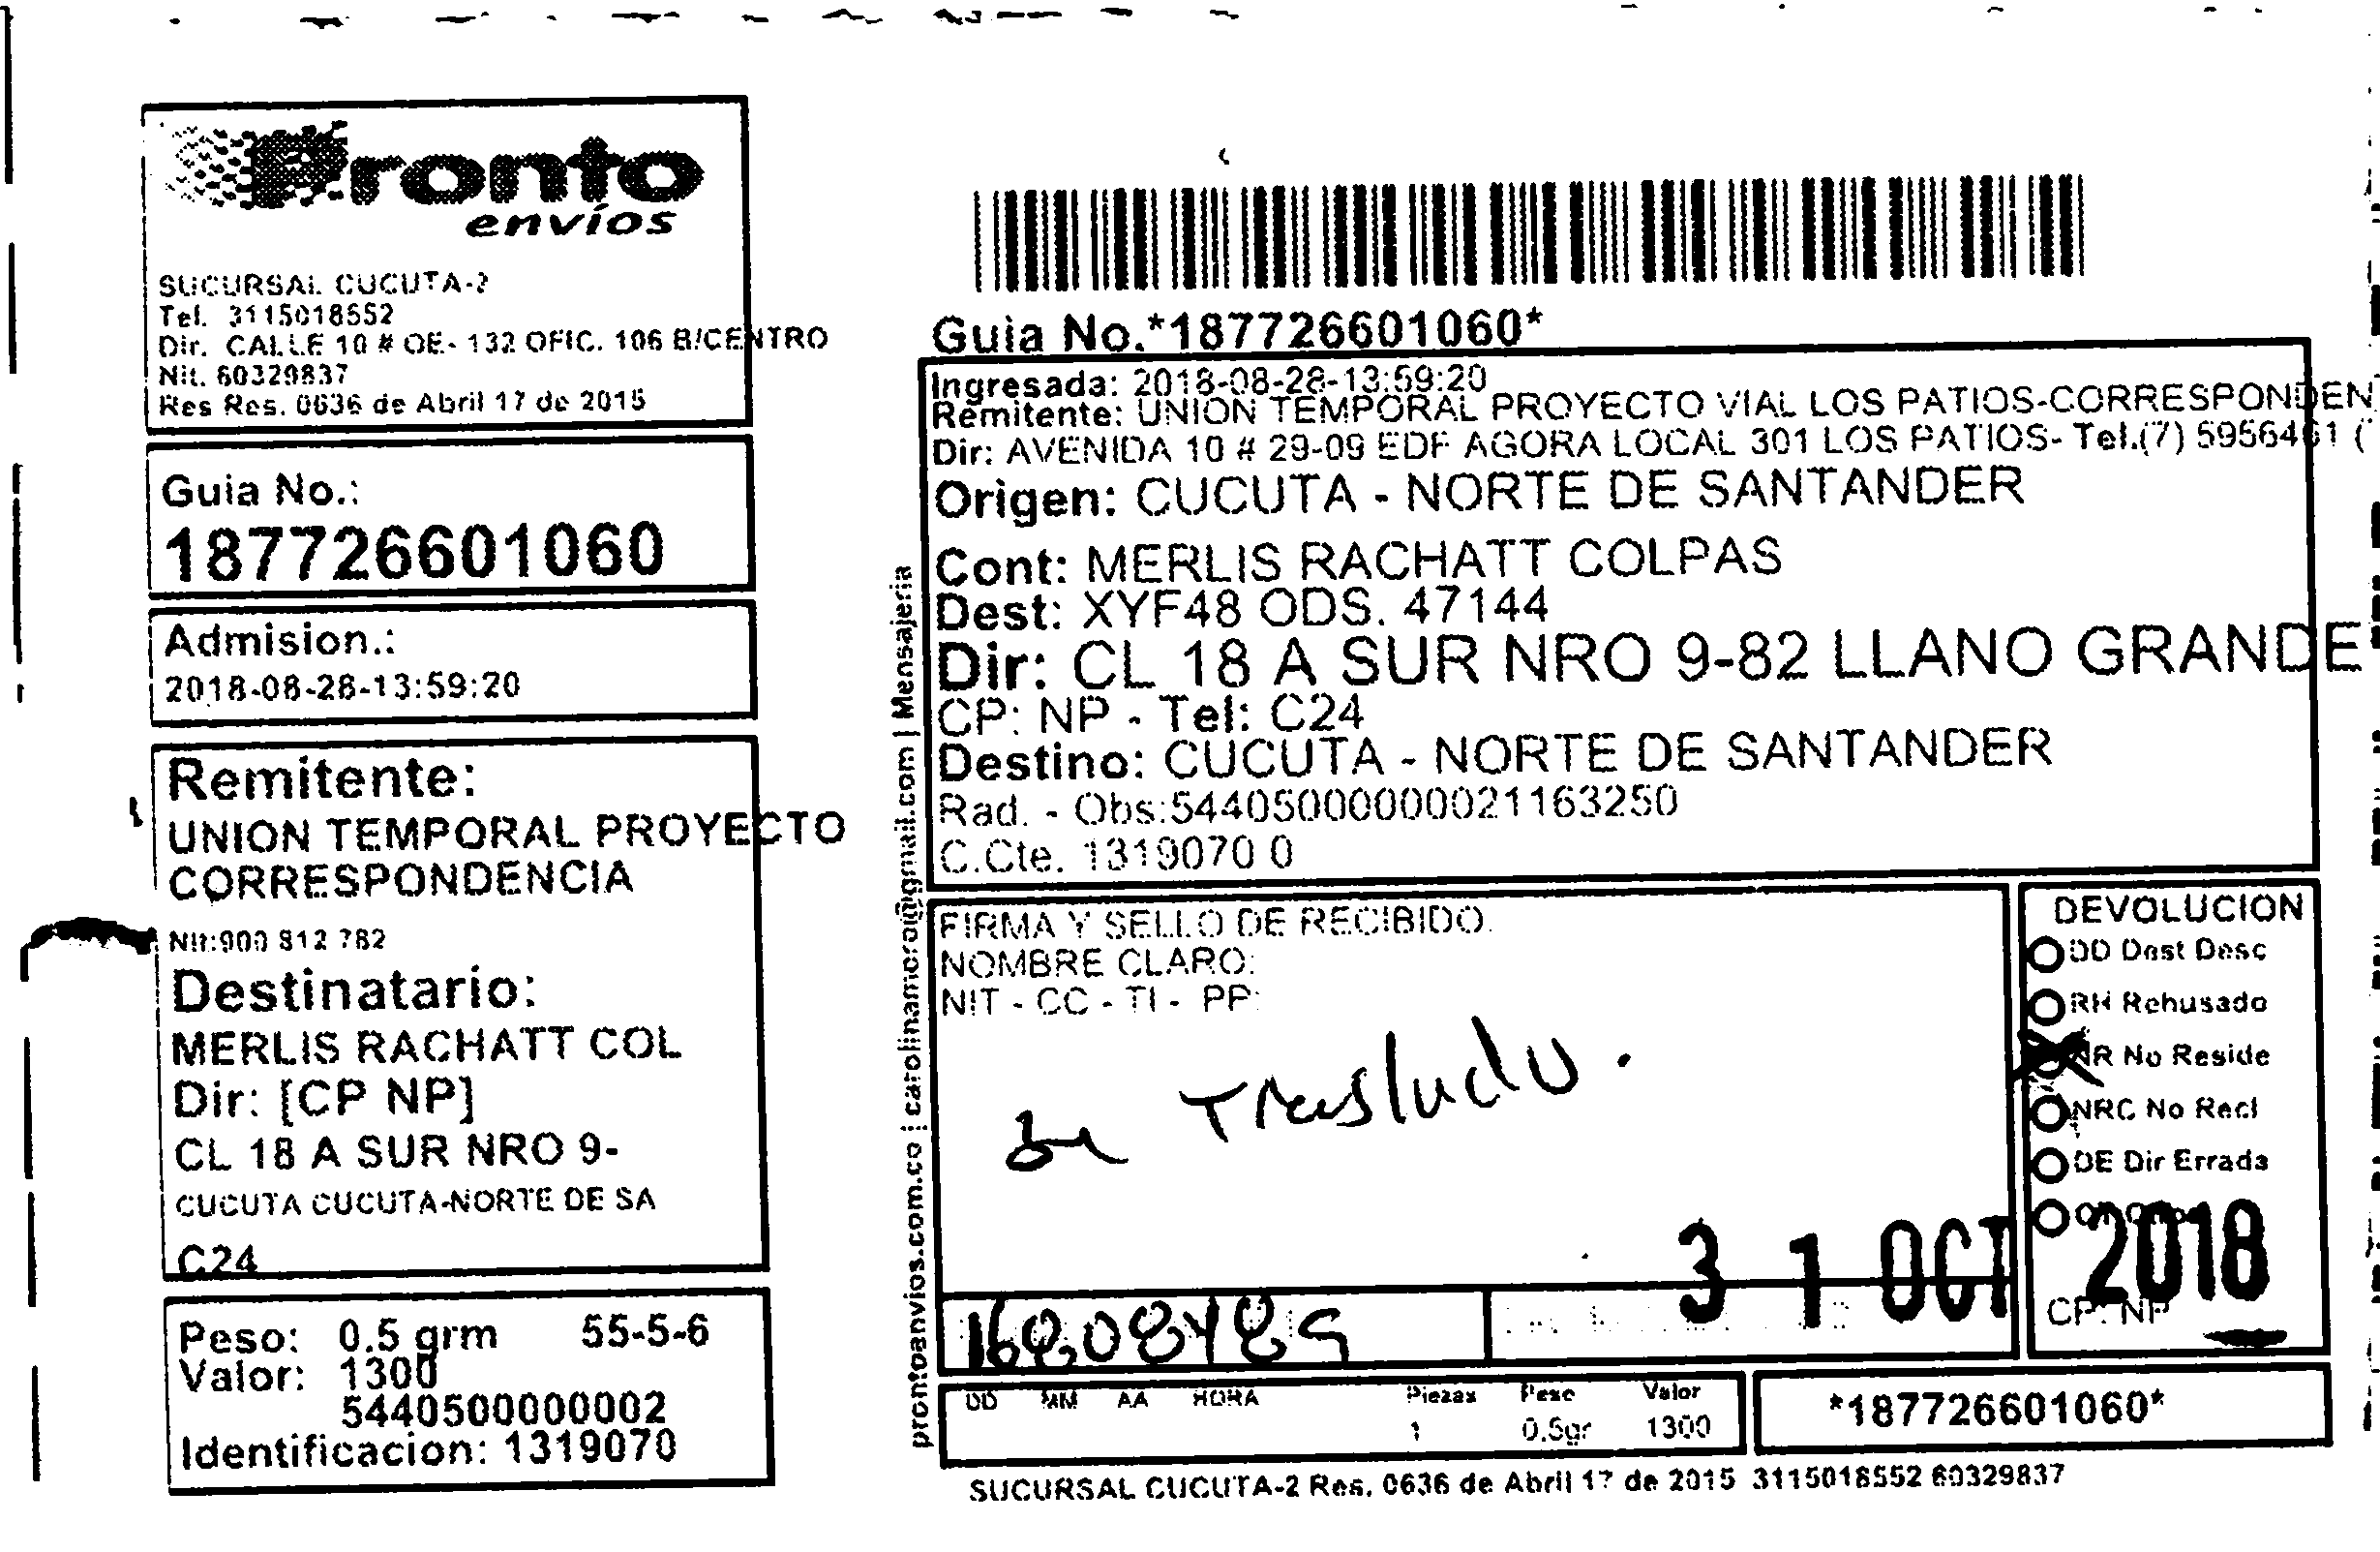 Pronto
envíos
SUCURSAL CUCUTA-2
Tel. 3115018552
Dir. CALLE 10 # OE- 132 OFIC. 106 B/CENTRO
Nit. 60329837
Res Res. 0636 de Abril 17 de 2015
Guia No.:
187726601060
Admision.:
2018-08-28-13:59:20
Remitente:
UNION TEMPORAL PROYECTO
CORRESPONDENCIA
Nit:900 812 782
Destinatario:
MERLIS RACHATT COL
Dir: [CP NP]
CL 18 A SUR NRO 9-
CUCUTA CUCUTA-NORTE DE SA
C24
Peso: 0.5 grm 55-5-6
Valor: 1300
5440500000002
Identificacion: 1319070
prontoenvios.com.co | carolinamoro@gmail.com | Mensajeria
Guia No.*187726601060*
Ingresada: 2018-08-28-13:59:20
Remitente: UNION TEMPORAL PROYECTO VIAL LOS PATIOS-CORRESPONDEN
Dir: AVENIDA 10 # 29-09 EDF AGORA LOCAL 301 LOS PATIOS- Tel.(7) 5956461 (
Origen: CUCUTA - NORTE DE SANTANDER
Cont: MERLIS RACHATT COLPAS
Dest: XYF48 ODS. 47144
Dir: CL 18 A SUR NRO 9-82 LLANO GRANDE
CP: NP - Tel: C24
Destino: CUCUTA - NORTE DE SANTANDER
Rad. - Obs:544050000000021163250
C.Cte. 1319070 0
FIRMA Y SELLO DE RECIBIDO.
NOMBRE CLARO:
NIT - CC - TI - PP:
se Trasludo.
31 OCT 2018
DEVOLUCION
DD Dest Desc
RH Rehusado
NR No Reside
NRC No Recl
DE Dir Errada
CP: NP
DD MM AA HORA Piezas Peso Valor
1 0.5gr 1300
*187726601060*
SUCURSAL CUCUTA-2 Res. 0636 de Abril 17 de 2015 3115018552 60329837